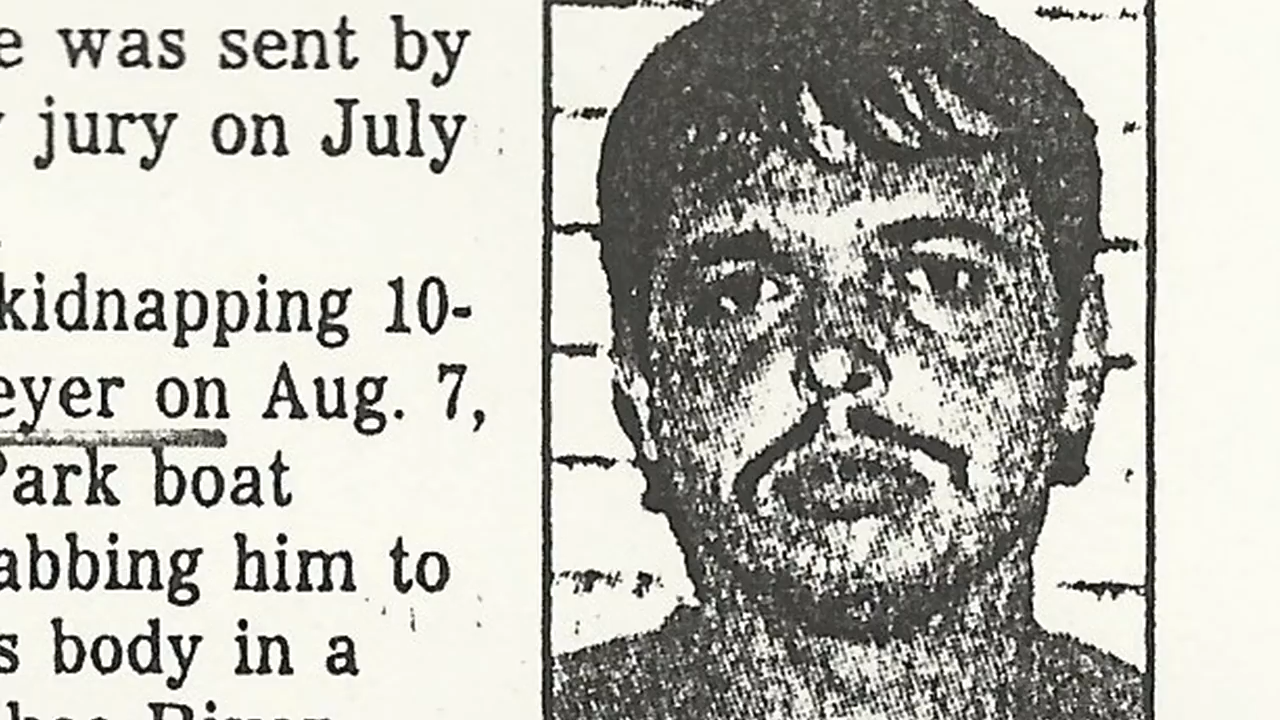 e was sent by
jury on July
kidnapping 10-
eyer on Aug. 7,
Park boat
abbing him to
s body in a
River